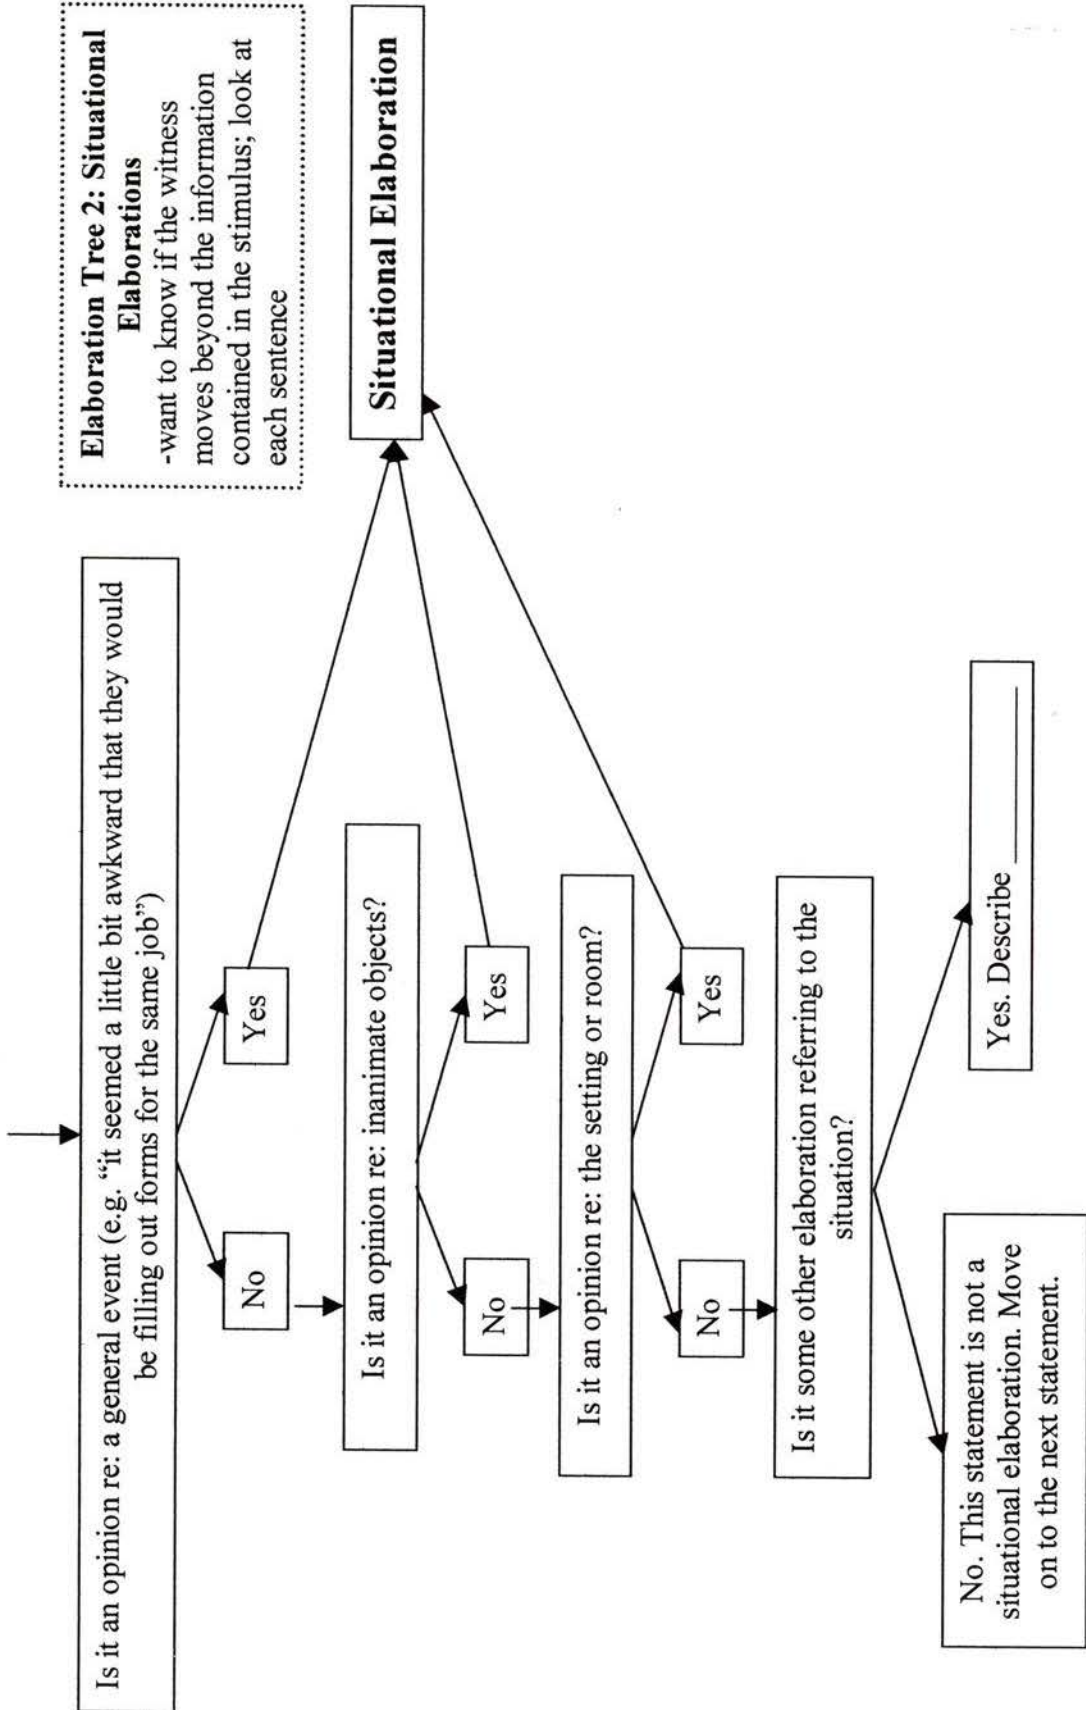 Elaboration Tree 2: Situational
Elaborations
-want to know if the witness
moves beyond the information
contained in the stimulus; look at
each sentence
Is it an opinion re: a general event (e.g. “it seemed a little bit awkward that they would
be filling out forms for the same job”)
No
Yes
Situational Elaboration
Is it an opinion re: inanimate objects?
No
Yes
Is it an opinion re: the setting or room?
No
Yes
Is it some other elaboration referring to the
situation?
No. This statement is not a
situational elaboration. Move
on to the next statement.
Yes. Describe ____________